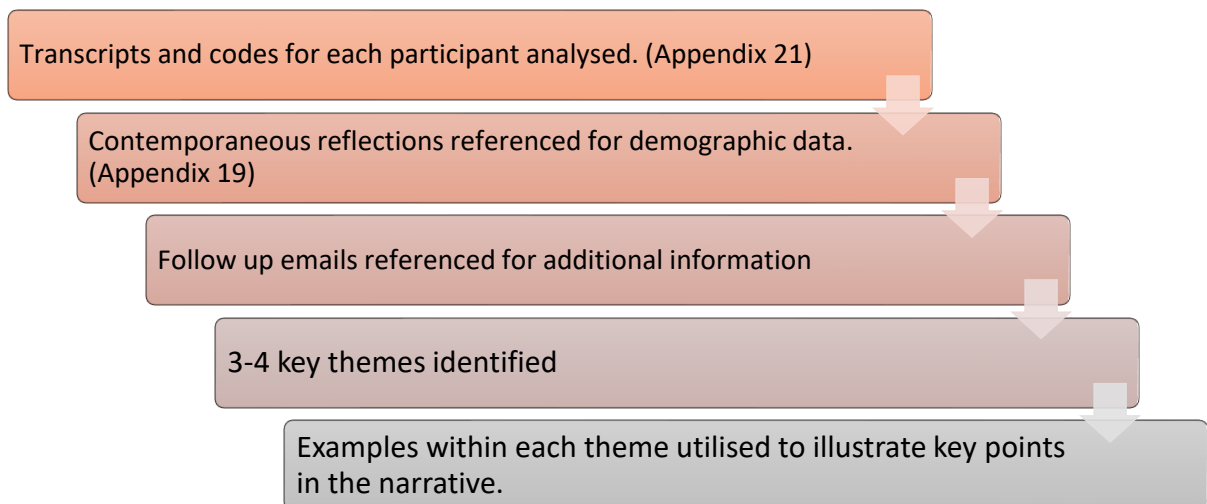 Transcripts and codes for each participant analysed. (Appendix 21)
Contemporaneous reflections referenced for demographic data.
(Appendix 19)
Follow up emails referenced for additional information
3-4 key themes identified
Examples within each theme utilised to illustrate key points
in the narrative.